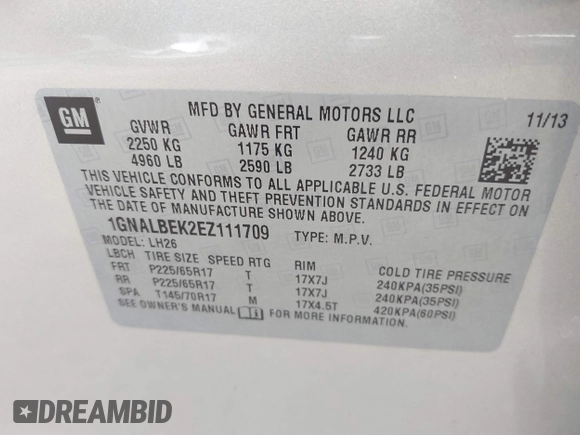 GM ®
MFD BY GENERAL MOTORS LLC 11/13
GVWR GAWR FRT GAWR RR
2250 KG 1175 KG 1240 KG
4960 LB 2590 LB 2733 LB
THIS VEHICLE CONFORMS TO ALL APPLICABLE U.S. FEDERAL MOTOR
VEHICLE SAFETY AND THEFT PREVENTION STANDARDS IN EFFECT ON
THE DATE OF MANUFACTURE SHOWN ABOVE.
1GNALBEK2EZ111709 TYPE: M.P.V.
MODEL: LH26
LBCH TIRE SIZE SPEED RTG RIM COLD TIRE PRESSURE
FRT P225/65R17 T 17X7J 240KPA(35PSI)
RR P225/65R17 T 17X7J 240KPA(35PSI)
SPA T145/70R17 M 17X4.5T 420KPA(60PSI)
SEE OWNER'S MANUAL FOR MORE INFORMATION.
DREAMBID